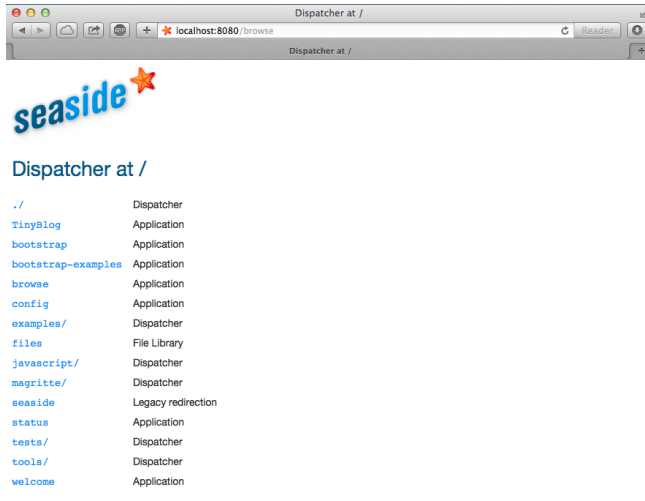 Dispatcher at /
ABP
localhost:8080/browse
Reader
Dispatcher at /
seaside
Dispatcher at /
./ Dispatcher
TinyBlog Application
bootstrap Application
bootstrap-examples Application
browse Application
config Application
examples/ Dispatcher
files File Library
javascript/ Dispatcher
magritte/ Dispatcher
seaside Legacy redirection
status Application
tests/ Dispatcher
tools/ Dispatcher
welcome Application